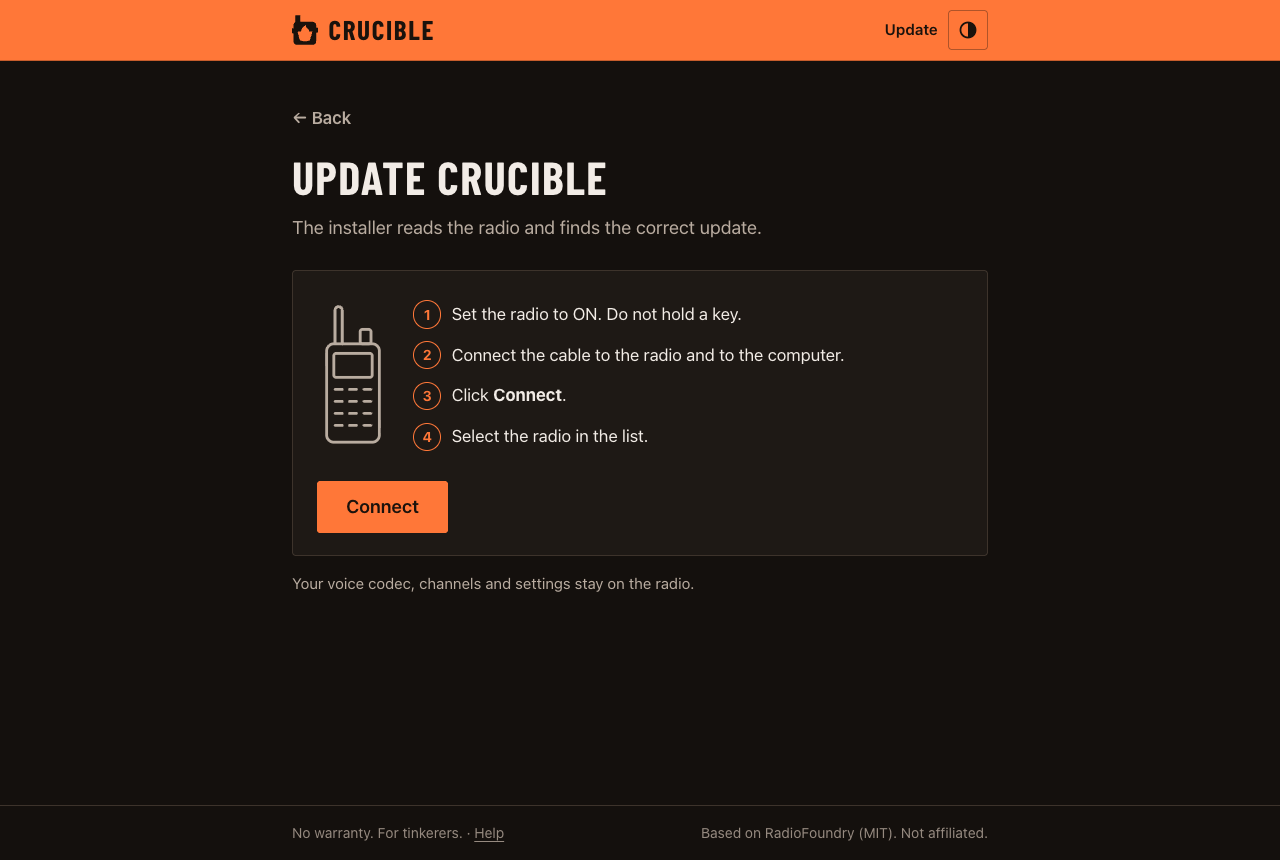 CRUCIBLE
Update
← Back
UPDATE CRUCIBLE
The installer reads the radio and finds the correct update.
1 Set the radio to ON. Do not hold a key.
2 Connect the cable to the radio and to the computer.
3 Click Connect.
4 Select the radio in the list.
Connect
Your voice codec, channels and settings stay on the radio.
No warranty. For tinkerers. · Help
Based on RadioFoundry (MIT). Not affiliated.